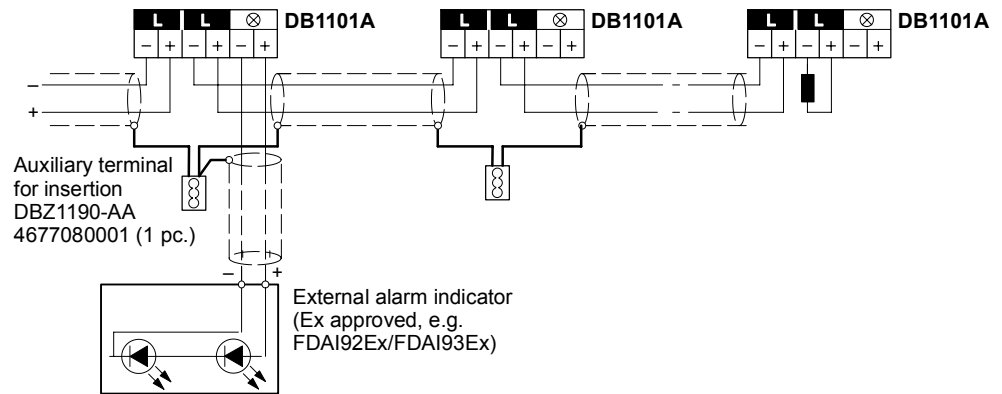 L L ⊗ DB1101A L L ⊗ DB1101A L L ⊗ DB1101A
– + – + – + – + – + – + – + – + – +
–
+
Auxiliary terminal
for insertion
DBZ1190-AA
4677080001 (1 pc.)
– +
External alarm indicator
(Ex approved, e.g.
FDAI92Ex/FDAI93Ex)